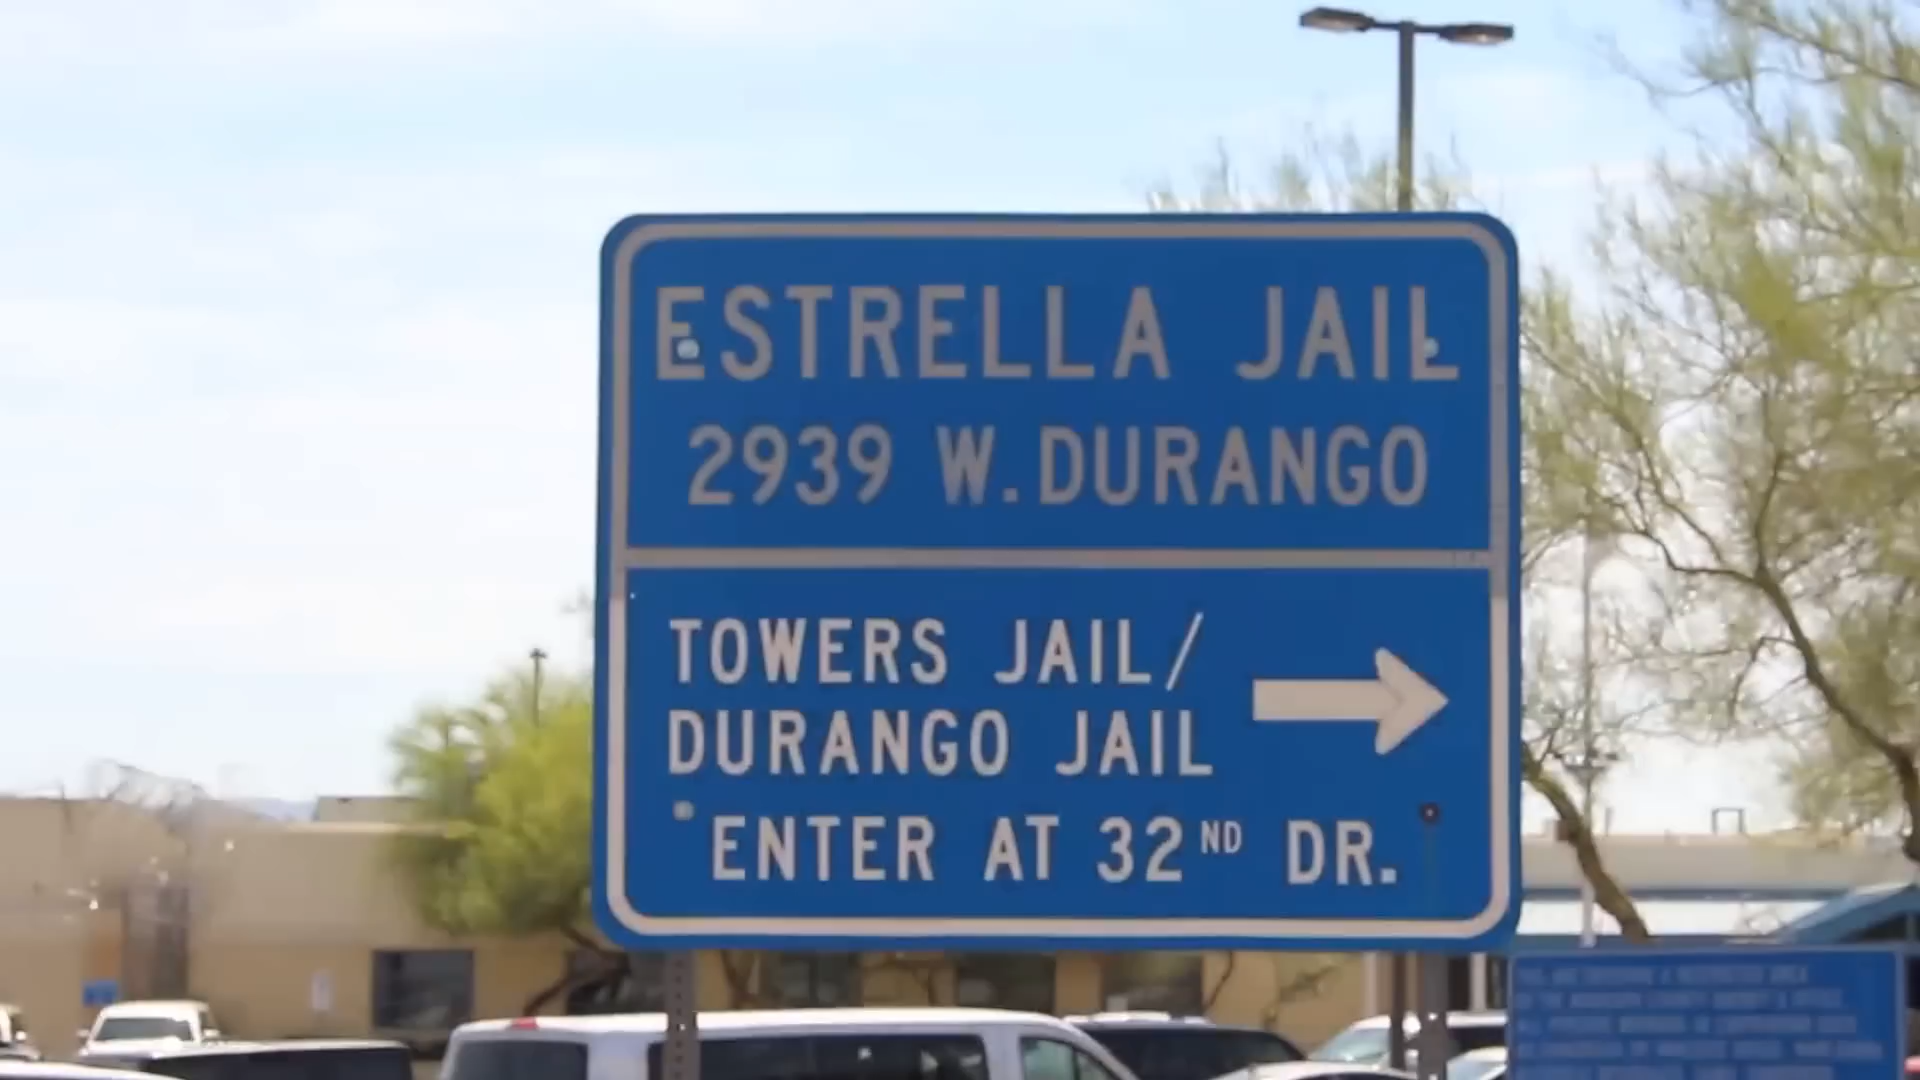 ESTRELLA JAIL
2939 W. DURANGO
TOWERS JAIL/
DURANGO JAIL
ENTER AT 32ND DR.